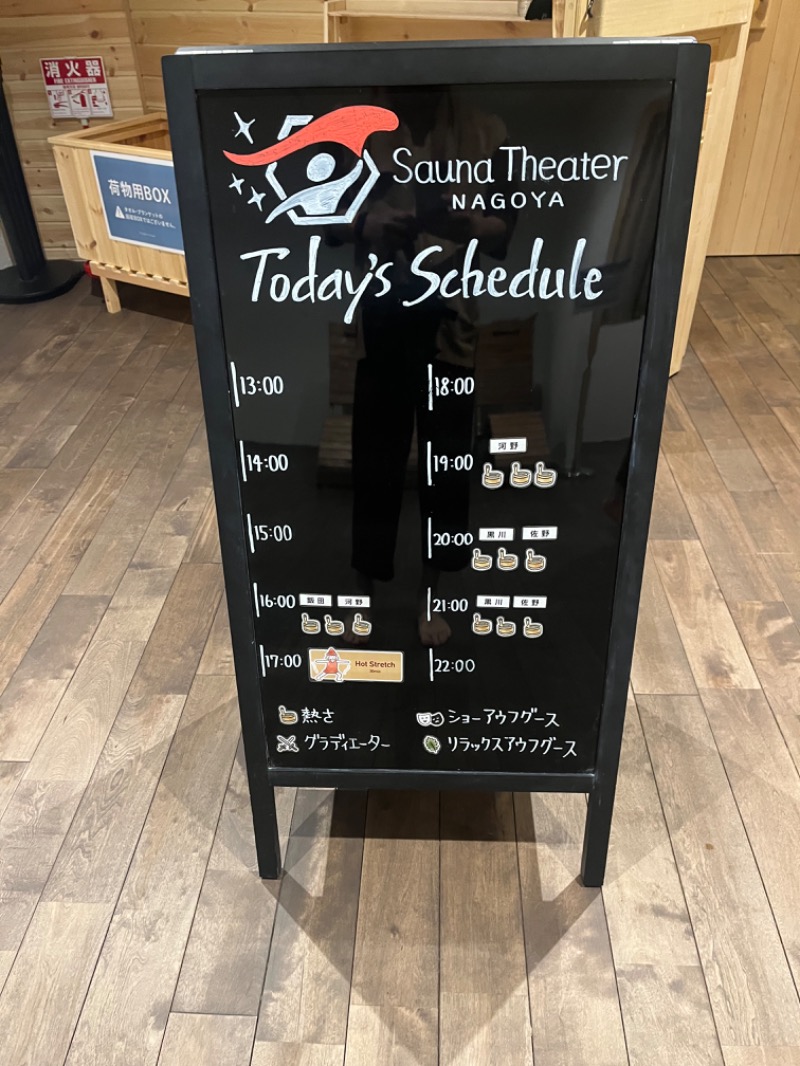 消火器
FIRE EXTINGUISHER
荷物用BOX
Sauna Theater
NAGOYA
Today's Schedule
13:00
14:00
15:00
16:00 飯田 河野
17:00 Hot Stretch
18:00
19:00 河野
20:00 黒川 佐野
21:00 黒川 佐野
22:00
熱さ
グラディエーター
ショーアウフグース
リラックスアウフグース